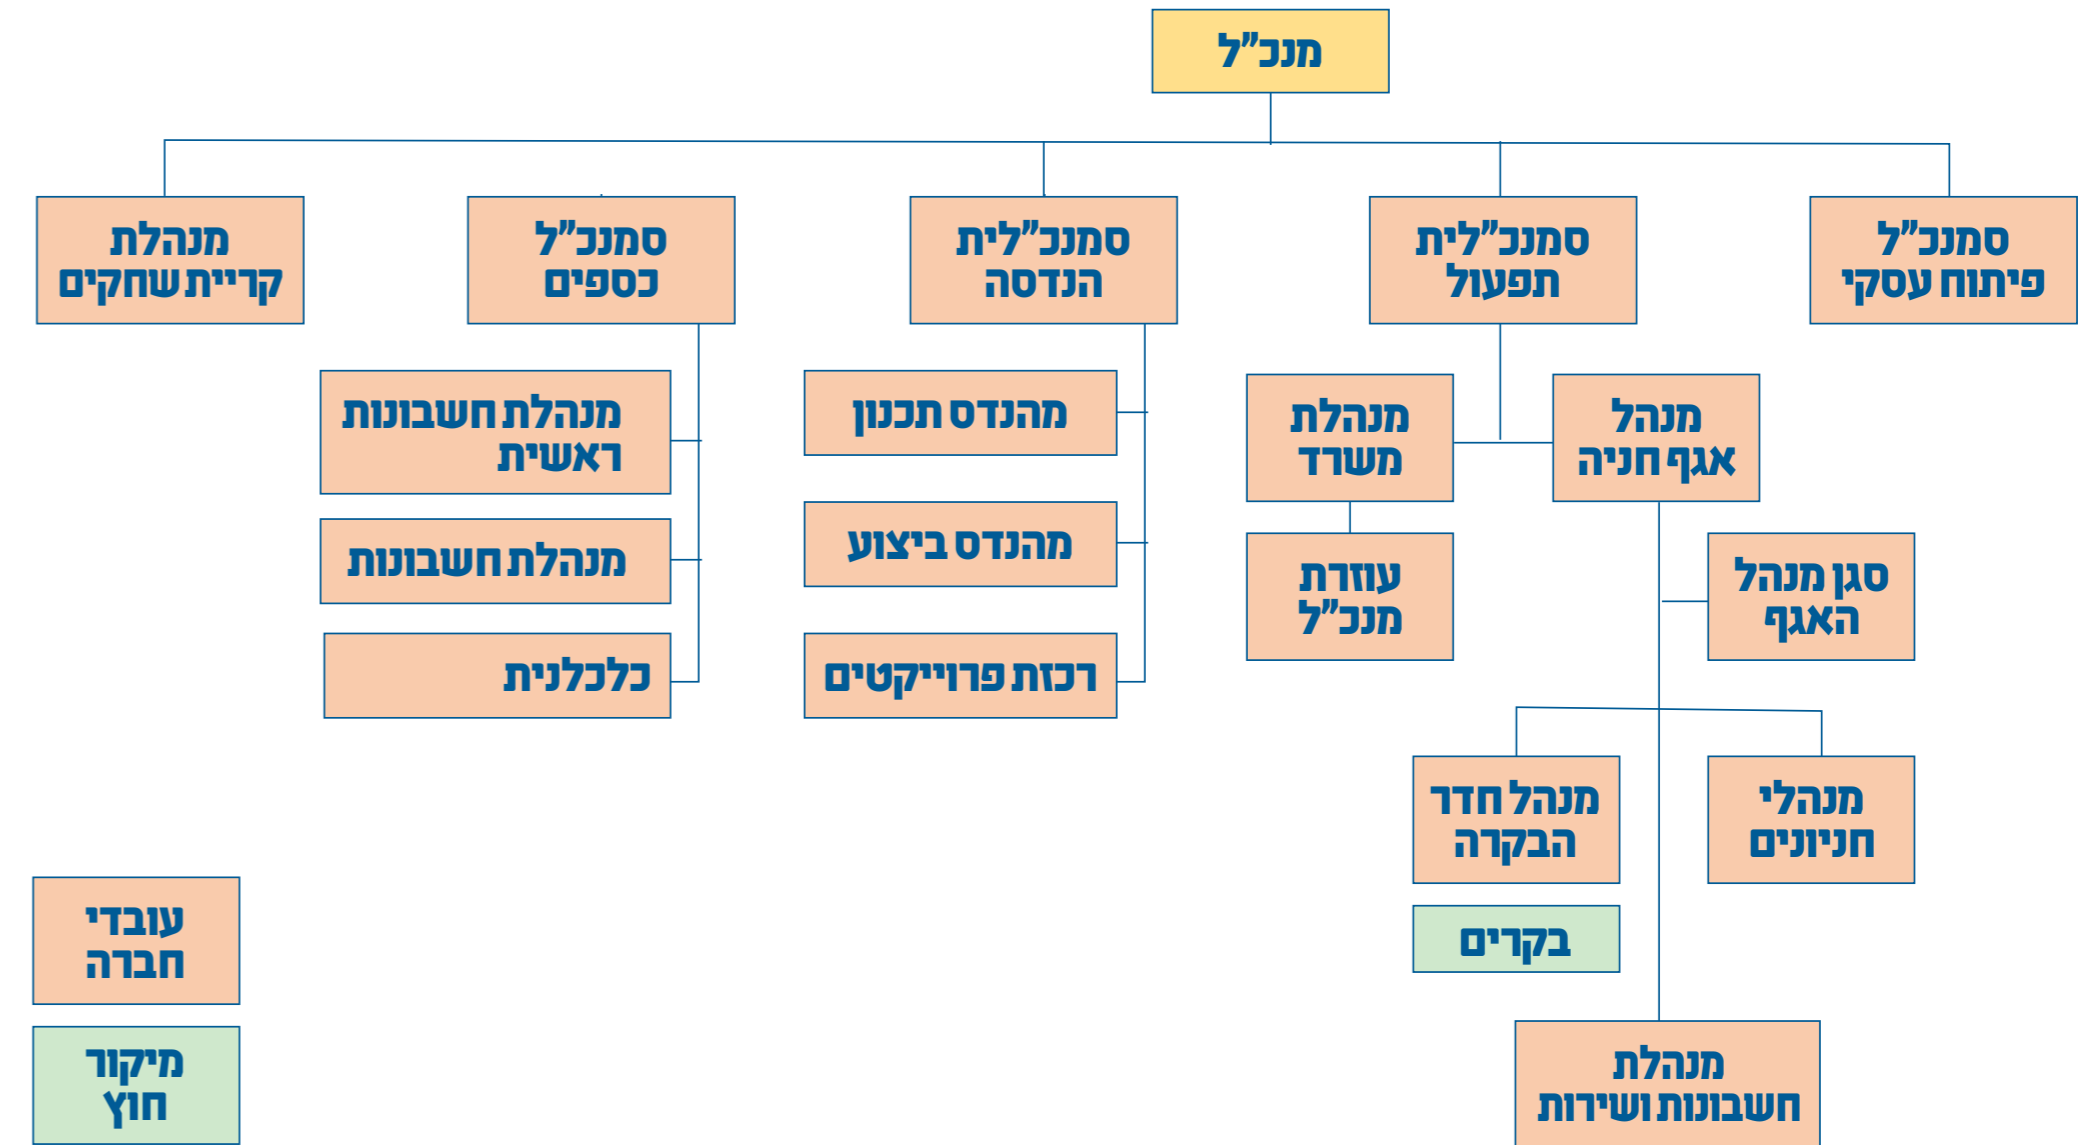 מנכ"ל
סמנכ"ל
פיתוח עסקי
סמנכ"לית
תפעול
סמנכ"לית
הנדסה
סמנכ"ל
כספים
מנהלת
קריית שחקים
מנהל
אגף חניה
מנהלת
משרד
מהנדס תכנון
מנהלת חשבונות
ראשית
סגן מנהל
האגף
עוזרת
מנכ"ל
מהנדס ביצוע
מנהלת חשבונות
רכזת פרוייקטים
כלכלנית
מנהלי
חניונים
מנהל חדר
הבקרה
בקרים
מנהלת
חשבונות ושירות
עובדי
חברה
מיקור
חוץ